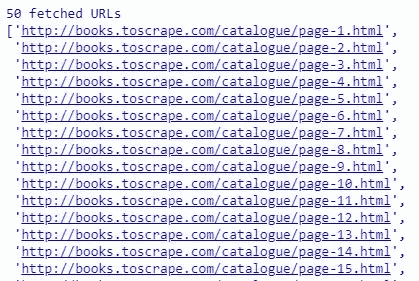 50 fetched URLs
['http://books.toscrape.com/catalogue/page-1.html',
'http://books.toscrape.com/catalogue/page-2.html',
'http://books.toscrape.com/catalogue/page-3.html',
'http://books.toscrape.com/catalogue/page-4.html',
'http://books.toscrape.com/catalogue/page-5.html',
'http://books.toscrape.com/catalogue/page-6.html',
'http://books.toscrape.com/catalogue/page-7.html',
'http://books.toscrape.com/catalogue/page-8.html',
'http://books.toscrape.com/catalogue/page-9.html',
'http://books.toscrape.com/catalogue/page-10.html',
'http://books.toscrape.com/catalogue/page-11.html',
'http://books.toscrape.com/catalogue/page-12.html',
'http://books.toscrape.com/catalogue/page-13.html',
'http://books.toscrape.com/catalogue/page-14.html',
'http://books.toscrape.com/catalogue/page-15.html',